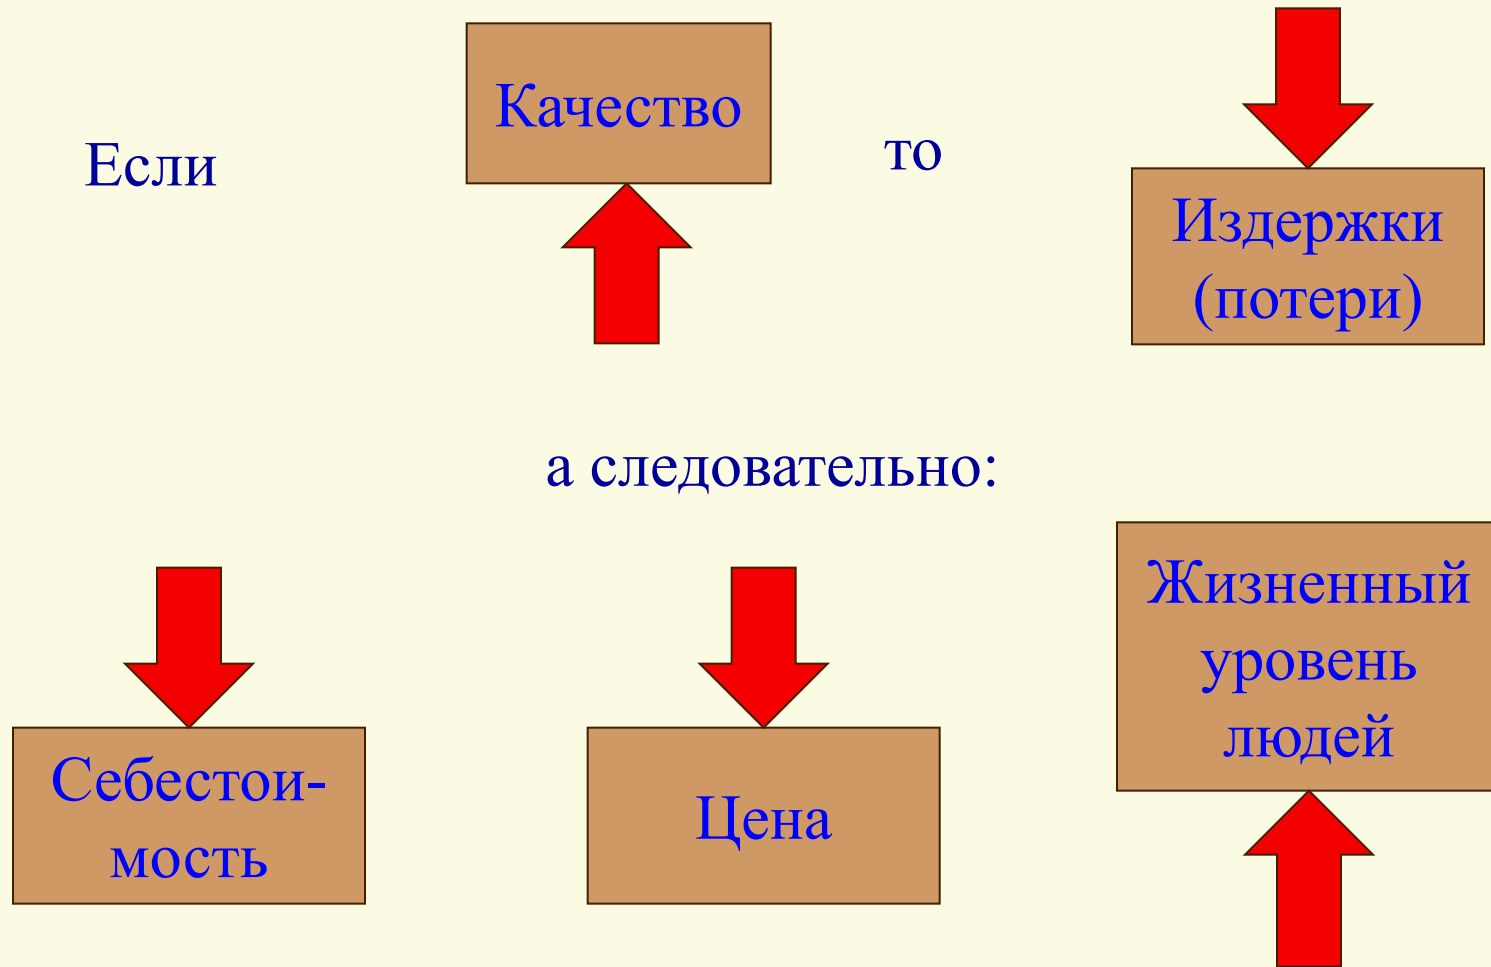 Если
Качество
то
Издержки
(потери)
а следовательно:
Себестои-
мость
Цена
Жизненный
уровень
людей